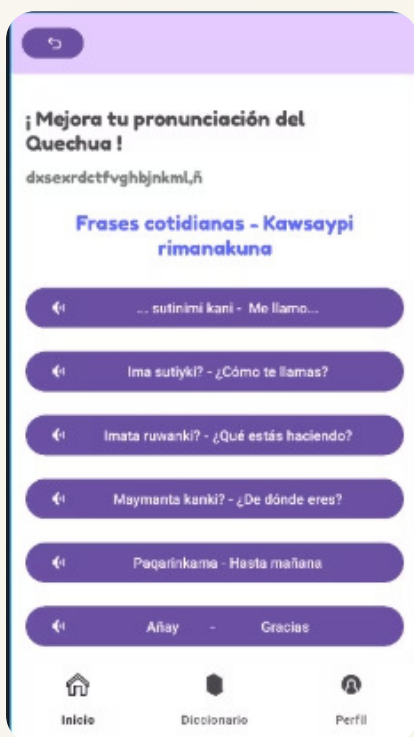 ¡ Mejora tu pronunciación del
Quechua !
dxsexrdctfvghbjnkml,ñ
Frases cotidianas - Kawsaypi
rimanakuna
... sutinimi kani - Me llamo...
Ima sutiyki? - ¿Cómo te llamas?
Imata ruwanki? - ¿Qué estás haciendo?
Maymanta kanki? - ¿De dónde eres?
Paqarinkama - Hasta mañana
Añay - Gracias
Inicio Diccionario Perfil